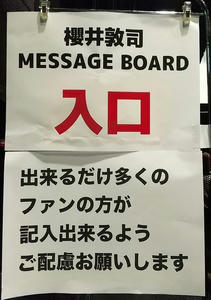 櫻井敦司
MESSAGE BOARD
入口
出来るだけ多くの
ファンの方が
記入出来るよう
ご配慮お願いします